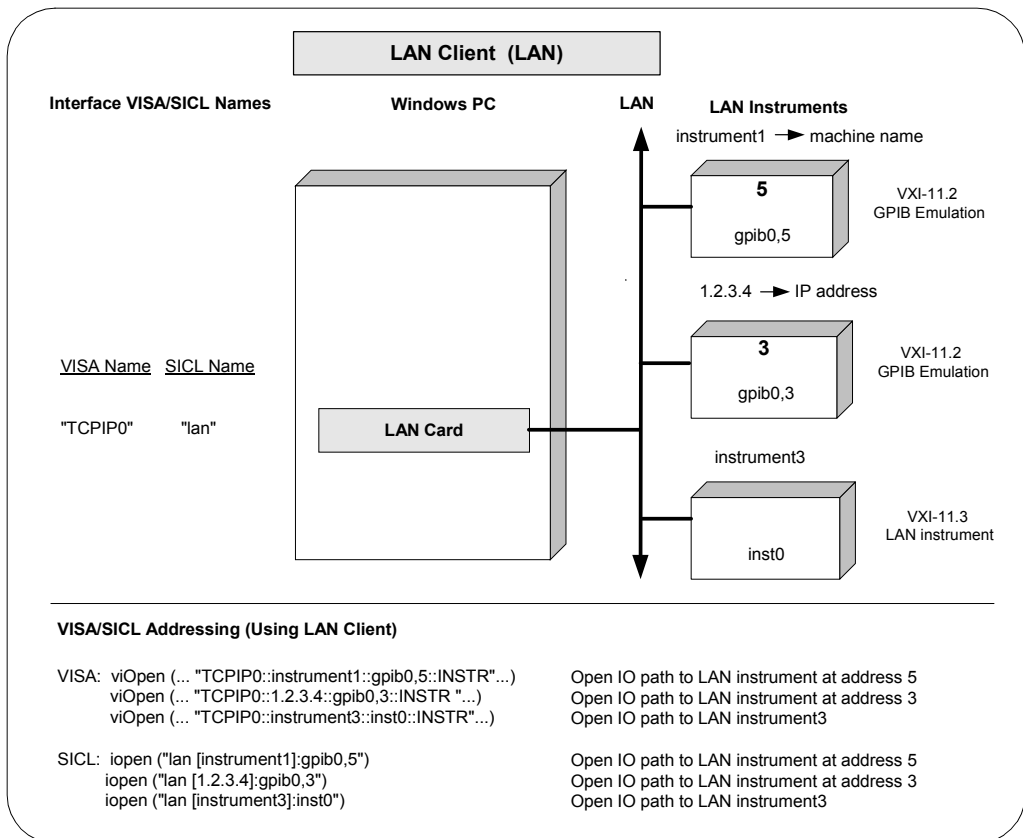 LAN Client (LAN)
Interface VISA/SICL Names
Windows PC
LAN
LAN Instruments
instrument1 → machine name
5
gpib0,5
VXI-11.2
GPIB Emulation
1.2.3.4 → IP address
3
gpib0,3
VXI-11.2
GPIB Emulation
VISA Name SICL Name
"TCPIP0" "lan"
LAN Card
instrument3
inst0
VXI-11.3
LAN instrument
VISA/SICL Addressing (Using LAN Client)
VISA: viOpen (... "TCPIP0::instrument1::gpib0,5::INSTR"...) Open IO path to LAN instrument at address 5
viOpen (... "TCPIP0::1.2.3.4::gpib0,3::INSTR "...) Open IO path to LAN instrument at address 3
viOpen (... "TCPIP0::instrument3::inst0::INSTR"...) Open IO path to LAN instrument3
SICL: iopen ("lan [instrument1]:gpib0,5") Open IO path to LAN instrument at address 5
iopen ("lan [1.2.3.4]:gpib0,3") Open IO path to LAN instrument at address 3
iopen ("lan [instrument3]:inst0") Open IO path to LAN instrument3